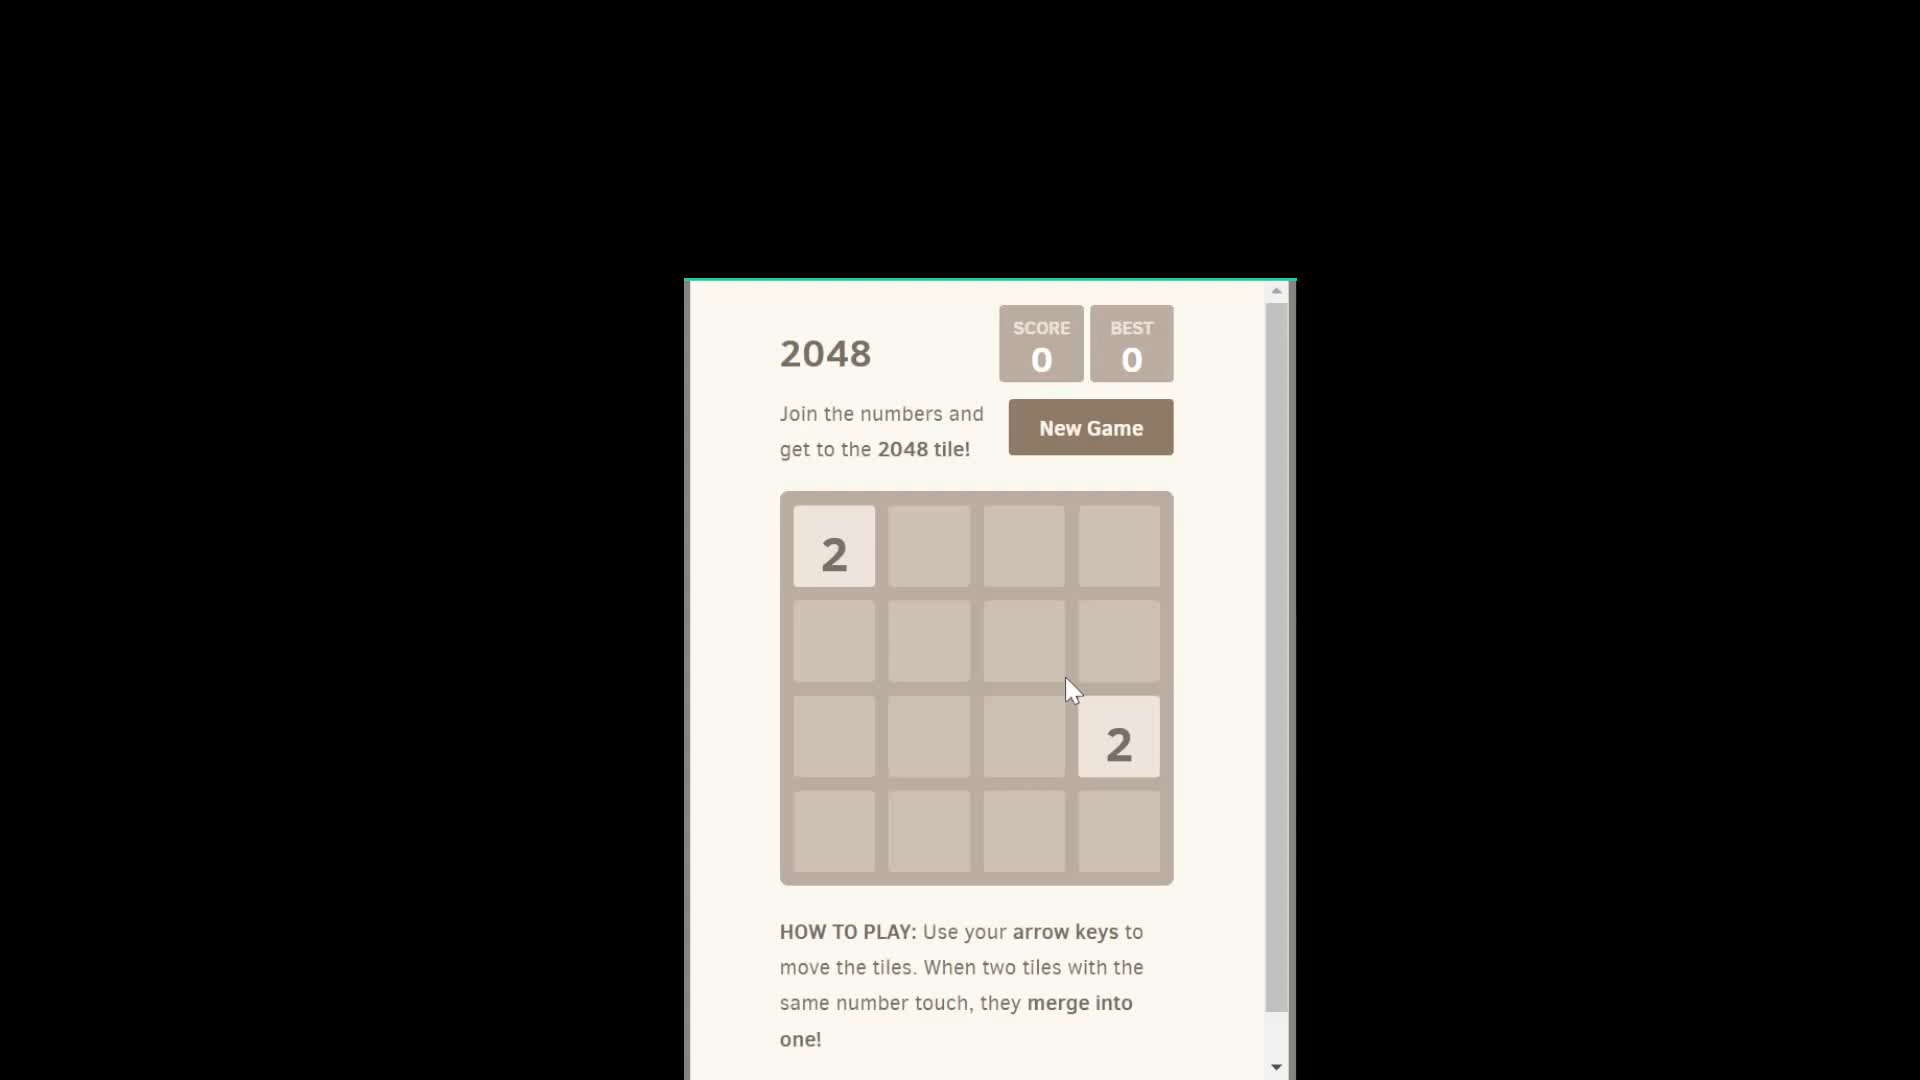 2048
SCORE
0
BEST
0
Join the numbers and
get to the 2048 tile!
New Game
2
2
HOW TO PLAY: Use your arrow keys to
move the tiles. When two tiles with the
same number touch, they merge into
one!